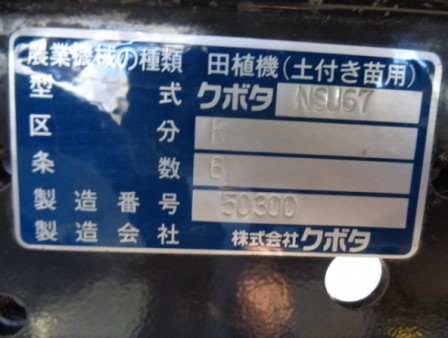 農業機械の種類 田植機(土付き苗用)
型式 クボタ NSU67
区分 K
条数 6
製造番号 50300
製造会社 株式会社クボタ